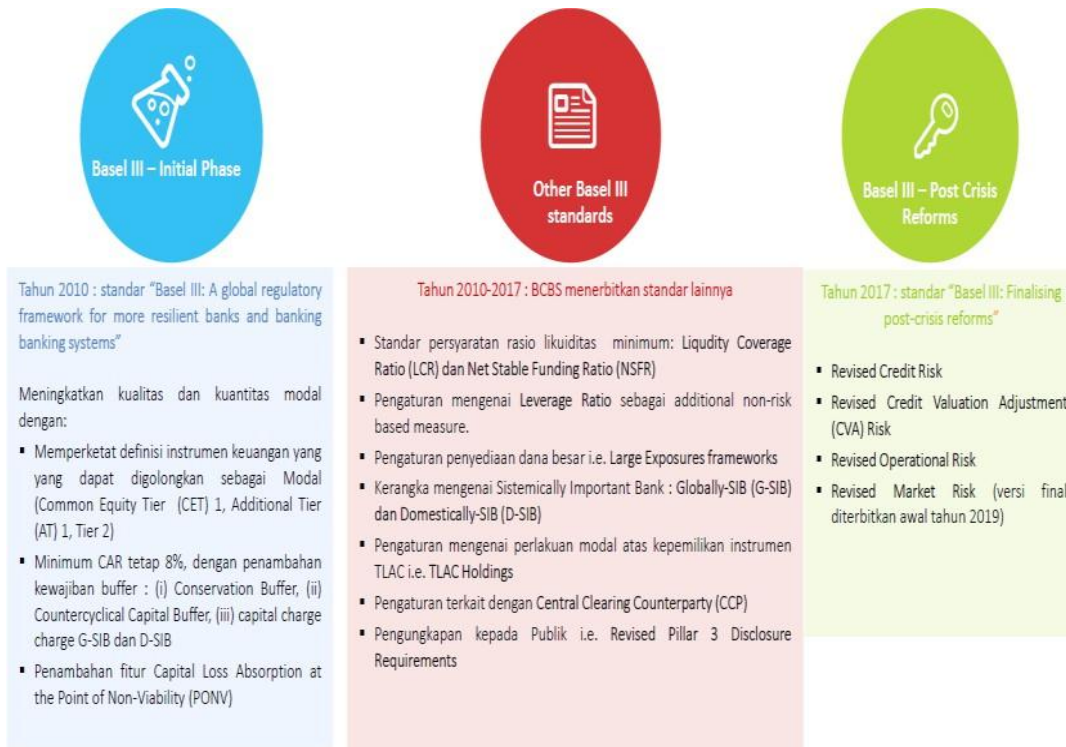 Basel III – Initial Phase
Tahun 2010 : standar “Basel III: A global regulatory
framework for more resilient banks and banking
banking systems”
Meningkatkan kualitas dan kuantitas modal
dengan:
▪ Memperketat definisi instrumen keuangan yang
yang dapat digolongkan sebagai Modal
(Common Equity Tier (CET) 1, Additional Tier
(AT) 1, Tier 2)
▪ Minimum CAR tetap 8%, dengan penambahan
kewajiban buffer : (i) Conservation Buffer, (ii)
Countercyclical Capital Buffer, (iii) capital charge
charge G-SIB dan D-SIB
▪ Penambahan fitur Capital Loss Absorption at
the Point of Non-Viability (PONV)
Other Basel III
standards
Tahun 2010-2017 : BCBS menerbitkan standar lainnya
▪ Standar persyaratan rasio likuiditas minimum: Liqudity Coverage
Ratio (LCR) dan Net Stable Funding Ratio (NSFR)
▪ Pengaturan mengenai Leverage Ratio sebagai additional non-risk
based measure.
▪ Pengaturan penyediaan dana besar i.e. Large Exposures frameworks
▪ Kerangka mengenai Sistemically Important Bank : Globally-SIB (G-SIB)
dan Domestically-SIB (D-SIB)
▪ Pengaturan mengenai perlakuan modal atas kepemilikan instrumen
TLAC i.e. TLAC Holdings
▪ Pengaturan terkait dengan Central Clearing Counterparty (CCP)
▪ Pengungkapan kepada Publik i.e. Revised Pillar 3 Disclosure
Requirements
Basel III – Post Crisis
Reforms
Tahun 2017 : standar “Basel III: Finalising
post-crisis reforms”
▪ Revised Credit Risk
▪ Revised Credit Valuation Adjustment
(CVA) Risk
▪ Revised Operational Risk
▪ Revised Market Risk (versi final
diterbitkan awal tahun 2019)